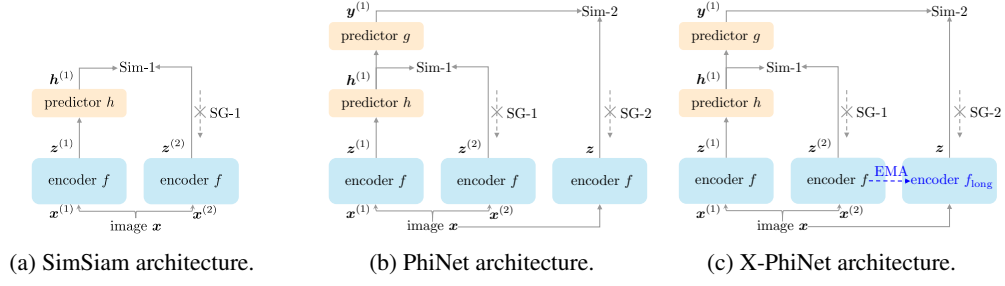 y^(1)
Sim-2
predictor g
h^(1)
Sim-1
predictor h
SG-1
z^(1)
z^(2)
encoder f
encoder f
x^(1)
x^(2)
image x
(a) SimSiam architecture.
y^(1)
Sim-2
predictor g
h^(1)
Sim-1
predictor h
SG-1
SG-2
z^(1)
z^(2)
z
encoder f
encoder f
encoder f
x^(1)
x^(2)
image x
(b) PhiNet architecture.
h^(1)
Sim-1
predictor h
SG-1
SG-2
z^(1)
z^(2)
z
encoder f
encoder f
EMA
encoder f_long
x^(1)
x^(2)
image x
(c) X-PhiNet architecture.